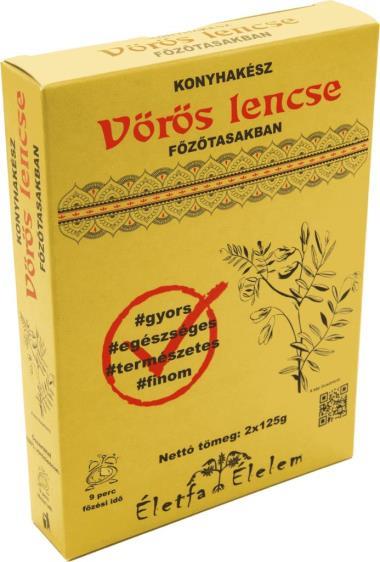 KONYHAKÉSZ
Vörös lencse
FŐZŐTASAKBAN
#gyors
#egészséges
#természetes
#finom
Nettó tömeg: 2x125g
9 perc
főzési idő
Életfa Élelem
KONYHAKÉSZ
Vörös lencse
FŐZŐTASAKBAN